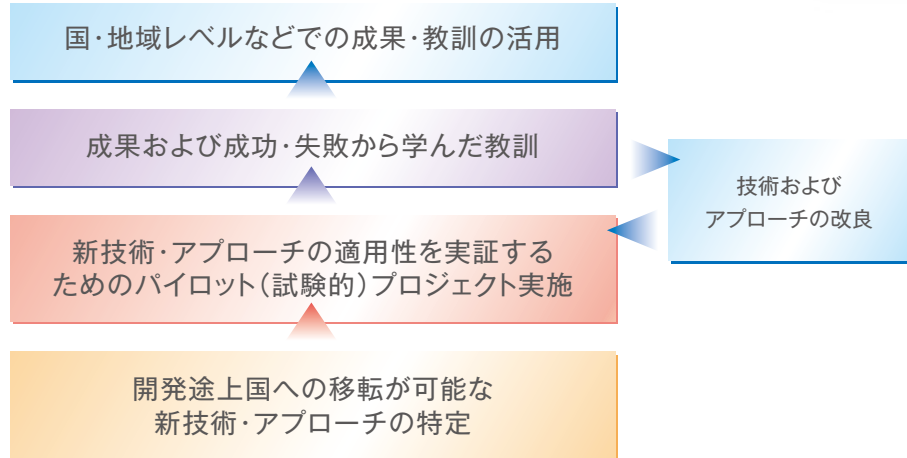 国・地域レベルなどでの成果・教訓の活用
成果および成功・失敗から学んだ教訓
技術および
アプローチの改良
新技術・アプローチの適用性を実証する
ためのパイロット（試験的）プロジェクト実施
開発途上国への移転が可能な
新技術・アプローチの特定